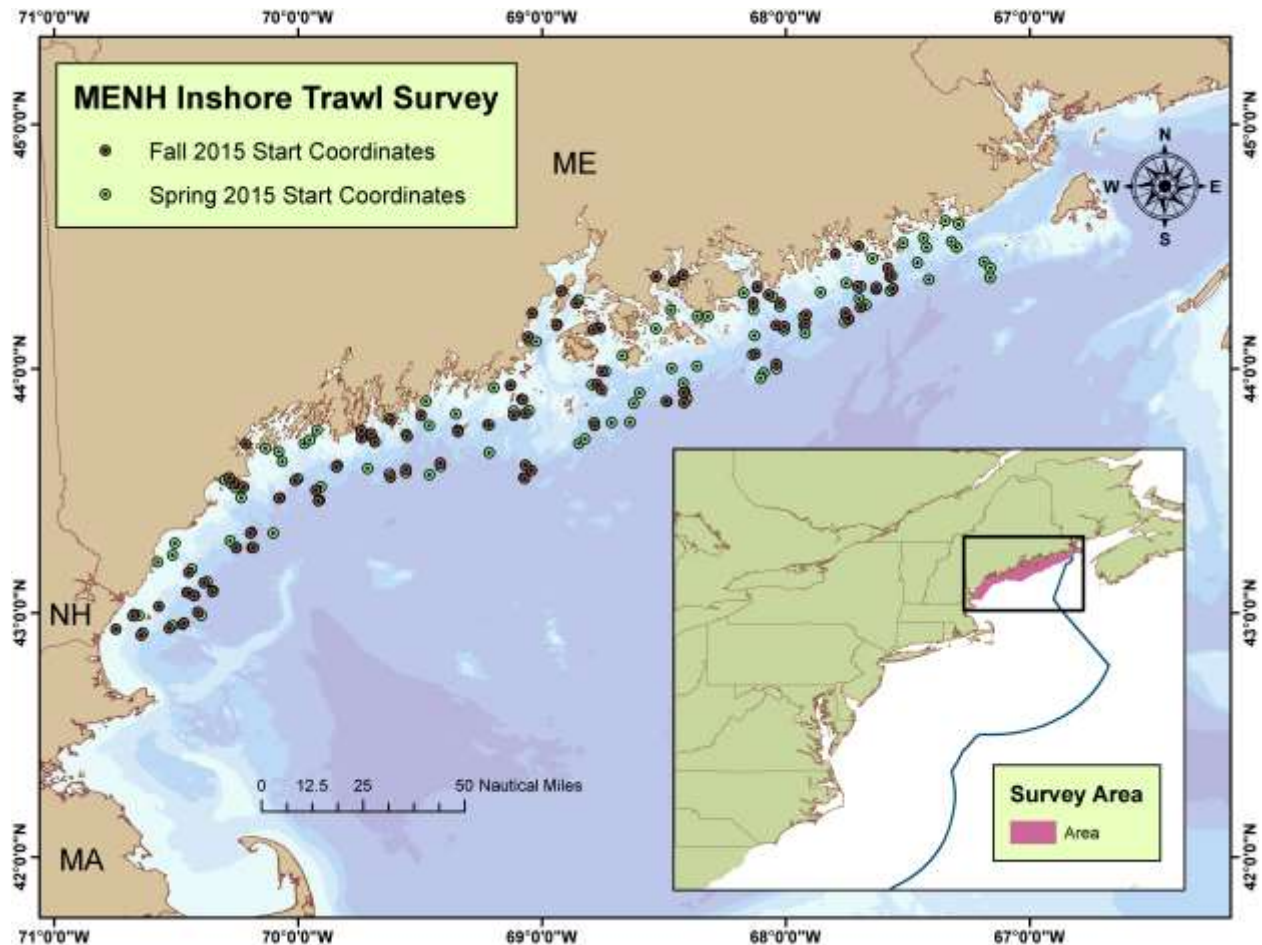 71°0'0"W 70°0'0"W 69°0'0"W 68°0'0"W 67°0'0"W
MENH Inshore Trawl Survey
Fall 2015 Start Coordinates
Spring 2015 Start Coordinates
ME
N
W E
S
45°0'0"N 45°0'0"N
44°0'0"N 44°0'0"N
43°0'0"N 43°0'0"N
NH
0 12.5 25 50 Nautical Miles
Survey Area
Area
MA
42°0'0"N 42°0'0"N
71°0'0"W 70°0'0"W 69°0'0"W 68°0'0"W 67°0'0"W